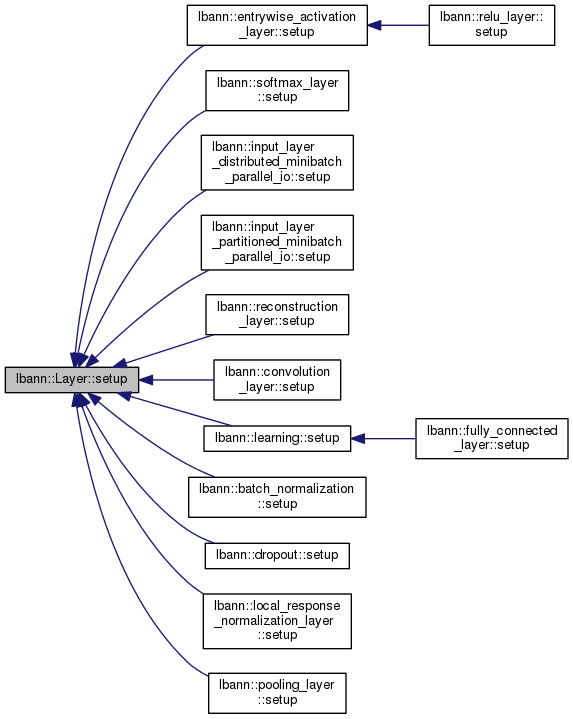 lbann::entrywise_activation
_layer::setup
lbann::relu_layer::
setup
lbann::softmax_layer
::setup
lbann::input_layer
_distributed_minibatch
_parallel_io::setup
lbann::input_layer
_partitioned_minibatch
_parallel_io::setup
lbann::reconstruction
_layer::setup
lbann::Layer::setup
lbann::convolution
_layer::setup
lbann::learning::setup
lbann::fully_connected
_layer::setup
lbann::batch_normalization
::setup
lbann::dropout::setup
lbann::local_response
_normalization_layer
::setup
lbann::pooling_layer
::setup